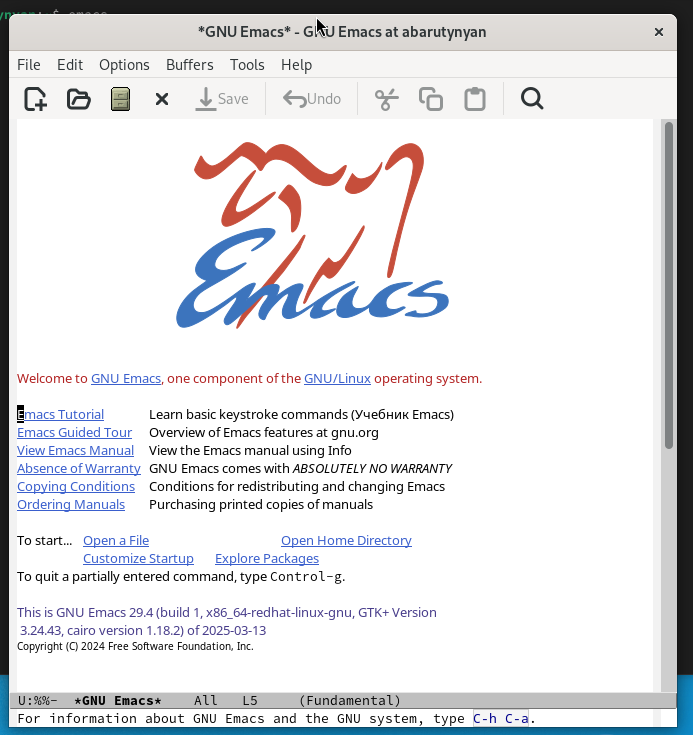 *GNU Emacs* - GNU Emacs at abarutynyan
File Edit Options Buffers Tools Help
Save Undo
Emacs
Welcome to GNU Emacs, one component of the GNU/Linux operating system.
Emacs Tutorial Learn basic keystroke commands (Учебник Emacs)
Emacs Guided Tour Overview of Emacs features at gnu.org
View Emacs Manual View the Emacs manual using Info
Absence of Warranty GNU Emacs comes with ABSOLUTELY NO WARRANTY
Copying Conditions Conditions for redistributing and changing Emacs
Ordering Manuals Purchasing printed copies of manuals
To start... Open a File Open Home Directory
Customize Startup Explore Packages
To quit a partially entered command, type Control-g.
This is GNU Emacs 29.4 (build 1, x86_64-redhat-linux-gnu, GTK+ Version
3.24.43, cairo version 1.18.2) of 2025-03-13
Copyright (C) 2024 Free Software Foundation, Inc.
U:%%- *GNU Emacs* All L5 (Fundamental)
For information about GNU Emacs and the GNU system, type C-h C-a.